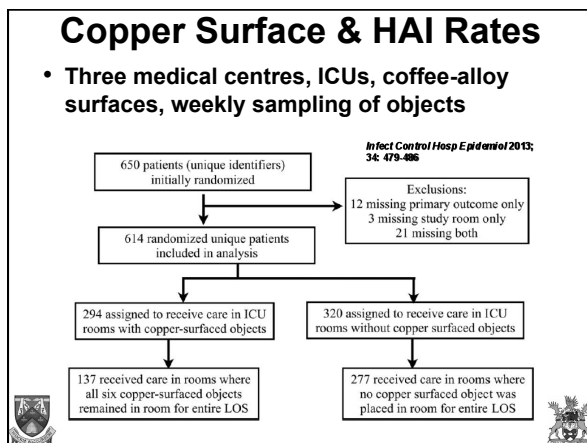 Copper Surface & HAI Rates
• Three medical centres, ICUs, coffee-alloy
surfaces, weekly sampling of objects
Infect Control Hosp Epidemiol 2013;
34: 479-486
650 patients (unique identifiers)
initially randomized
Exclusions:
12 missing primary outcome only
3 missing study room only
21 missing both
614 randomized unique patients
included in analysis
294 assigned to receive care in ICU
rooms with copper-surfaced objects
320 assigned to receive care in ICU
rooms without copper surfaced objects
137 received care in rooms where
all six copper-surfaced objects
remained in room for entire LOS
277 received care in rooms where
no copper surfaced object was
placed in room for entire LOS